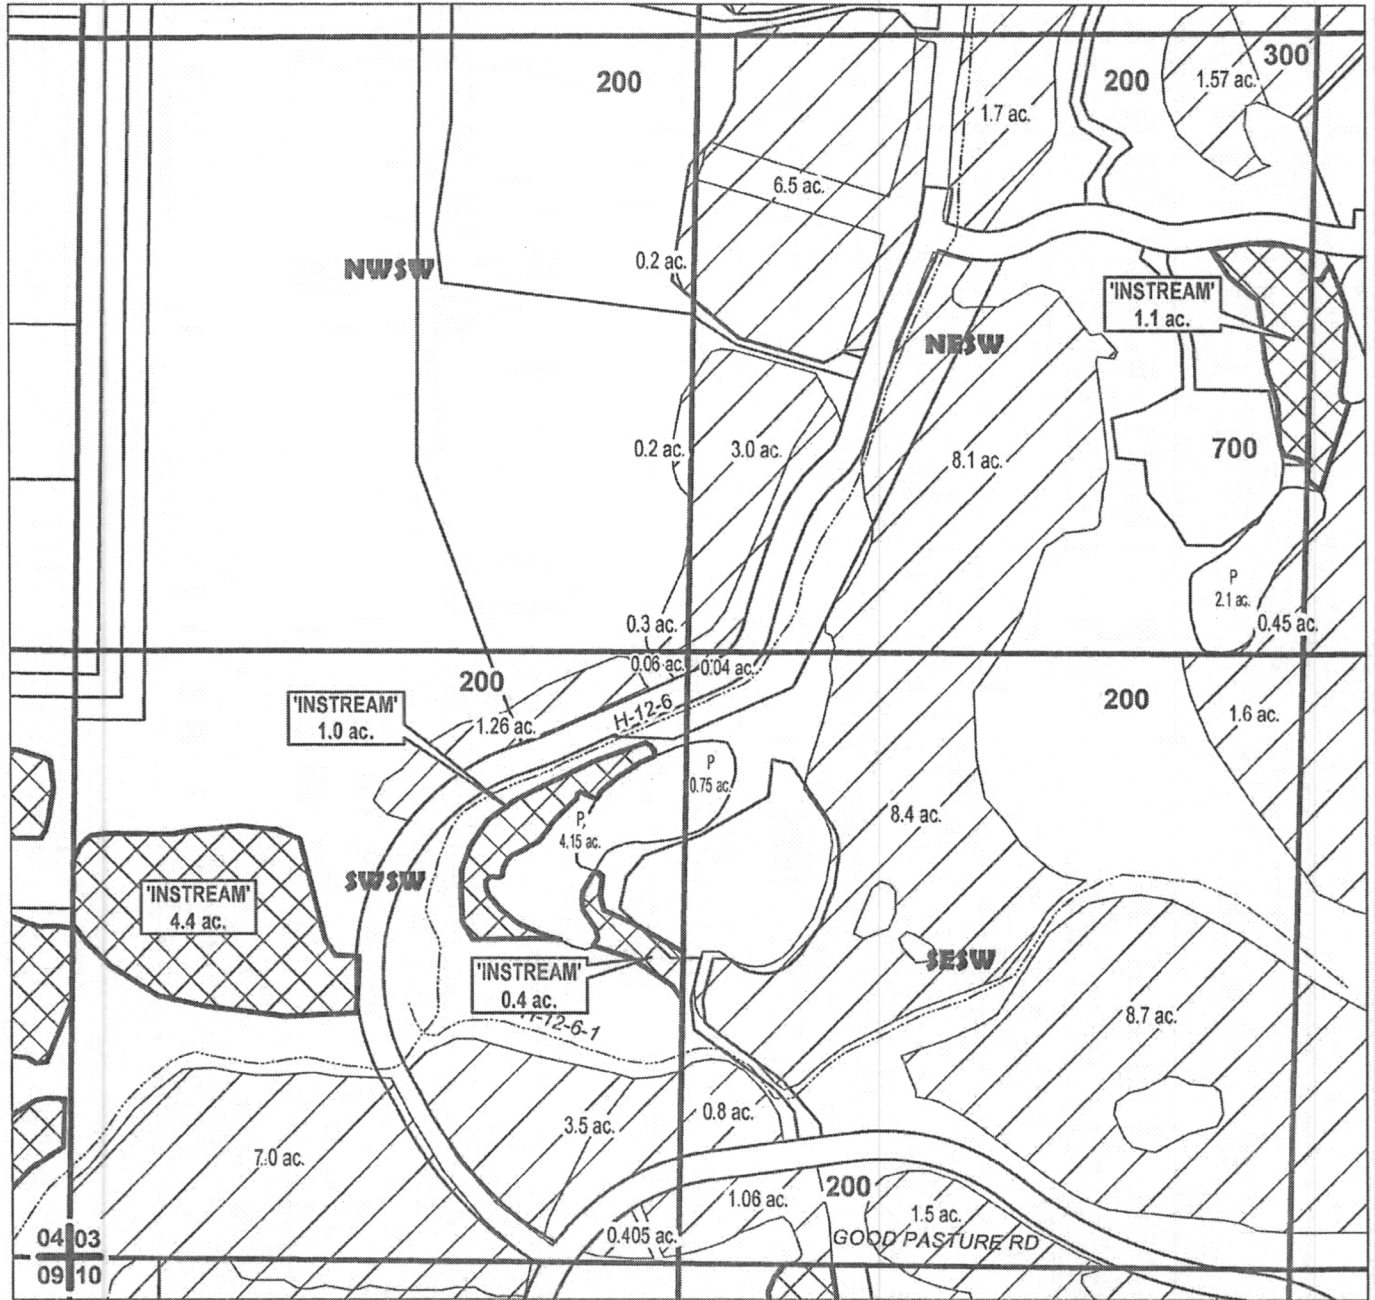 200
200
300
1.57 ac.
1.7 ac.
6.5 ac.
NWSW
0.2 ac.
'INSTREAM'
1.1 ac.
NESW
0.2 ac.
3.0 ac.
8.1 ac.
700
P
2.1 ac.
0.45 ac.
0.3 ac.
0.06 ac.
0.04 ac.
200
200
'INSTREAM'
1.0 ac.
1.26 ac.
H-12-6
1.6 ac.
P
0.75 ac.
P,
4.15 ac.
8.4 ac.
SWSW
'INSTREAM'
4.4 ac.
'INSTREAM'
0.4 ac.
SESW
8.7 ac.
3.5 ac.
0.8 ac.
7.0 ac.
200
1.06 ac.
1.5 ac.
0.405 ac.
GOOD PASTURE RD
04 03
09 10